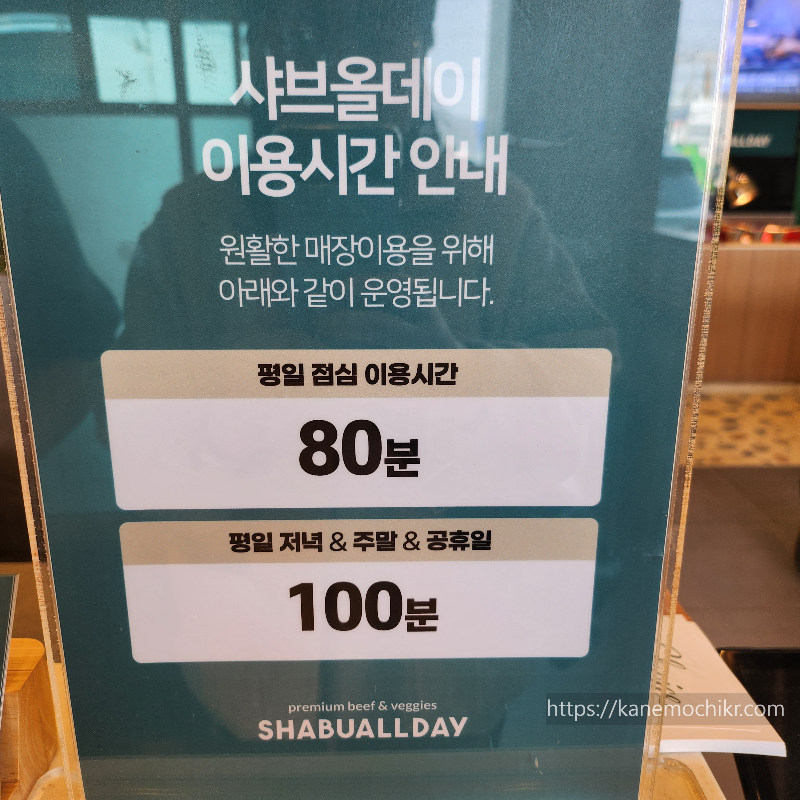 샤브올데이
이용시간 안내
원활한 매장이용을 위해
아래와 같이 운영됩니다.
평일 점심 이용시간
80분
평일 저녁 & 주말 & 공휴일
100분
premium beef & veggies
SHABUALLDAY
https://kanemochikr.com